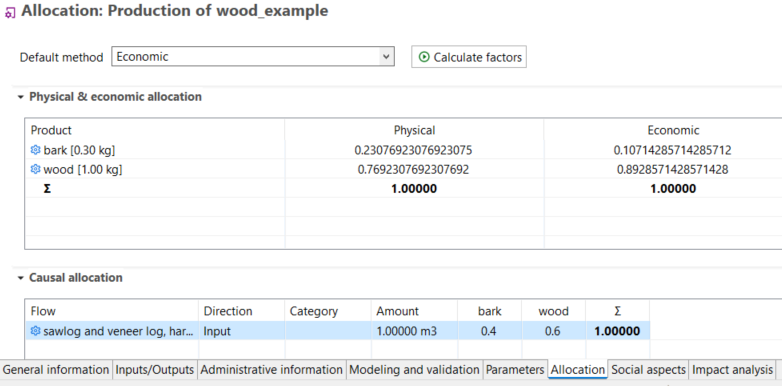 Allocation: Production of wood_example
Default method Economic Calculate factors
Physical & economic allocation
Product Physical Economic
bark [0.30 kg] 0.23076923076923075 0.10714285714285712
wood [1.00 kg] 0.7692307692307692 0.8928571428571428
Σ 1.00000 1.00000
Causal allocation
Flow Direction Category Amount bark wood Σ
sawlog and veneer log, har... Input 1.00000 m3 0.4 0.6 1.00000
General information Inputs/Outputs Administrative information Modeling and validation Parameters Allocation Social aspects Impact analysis